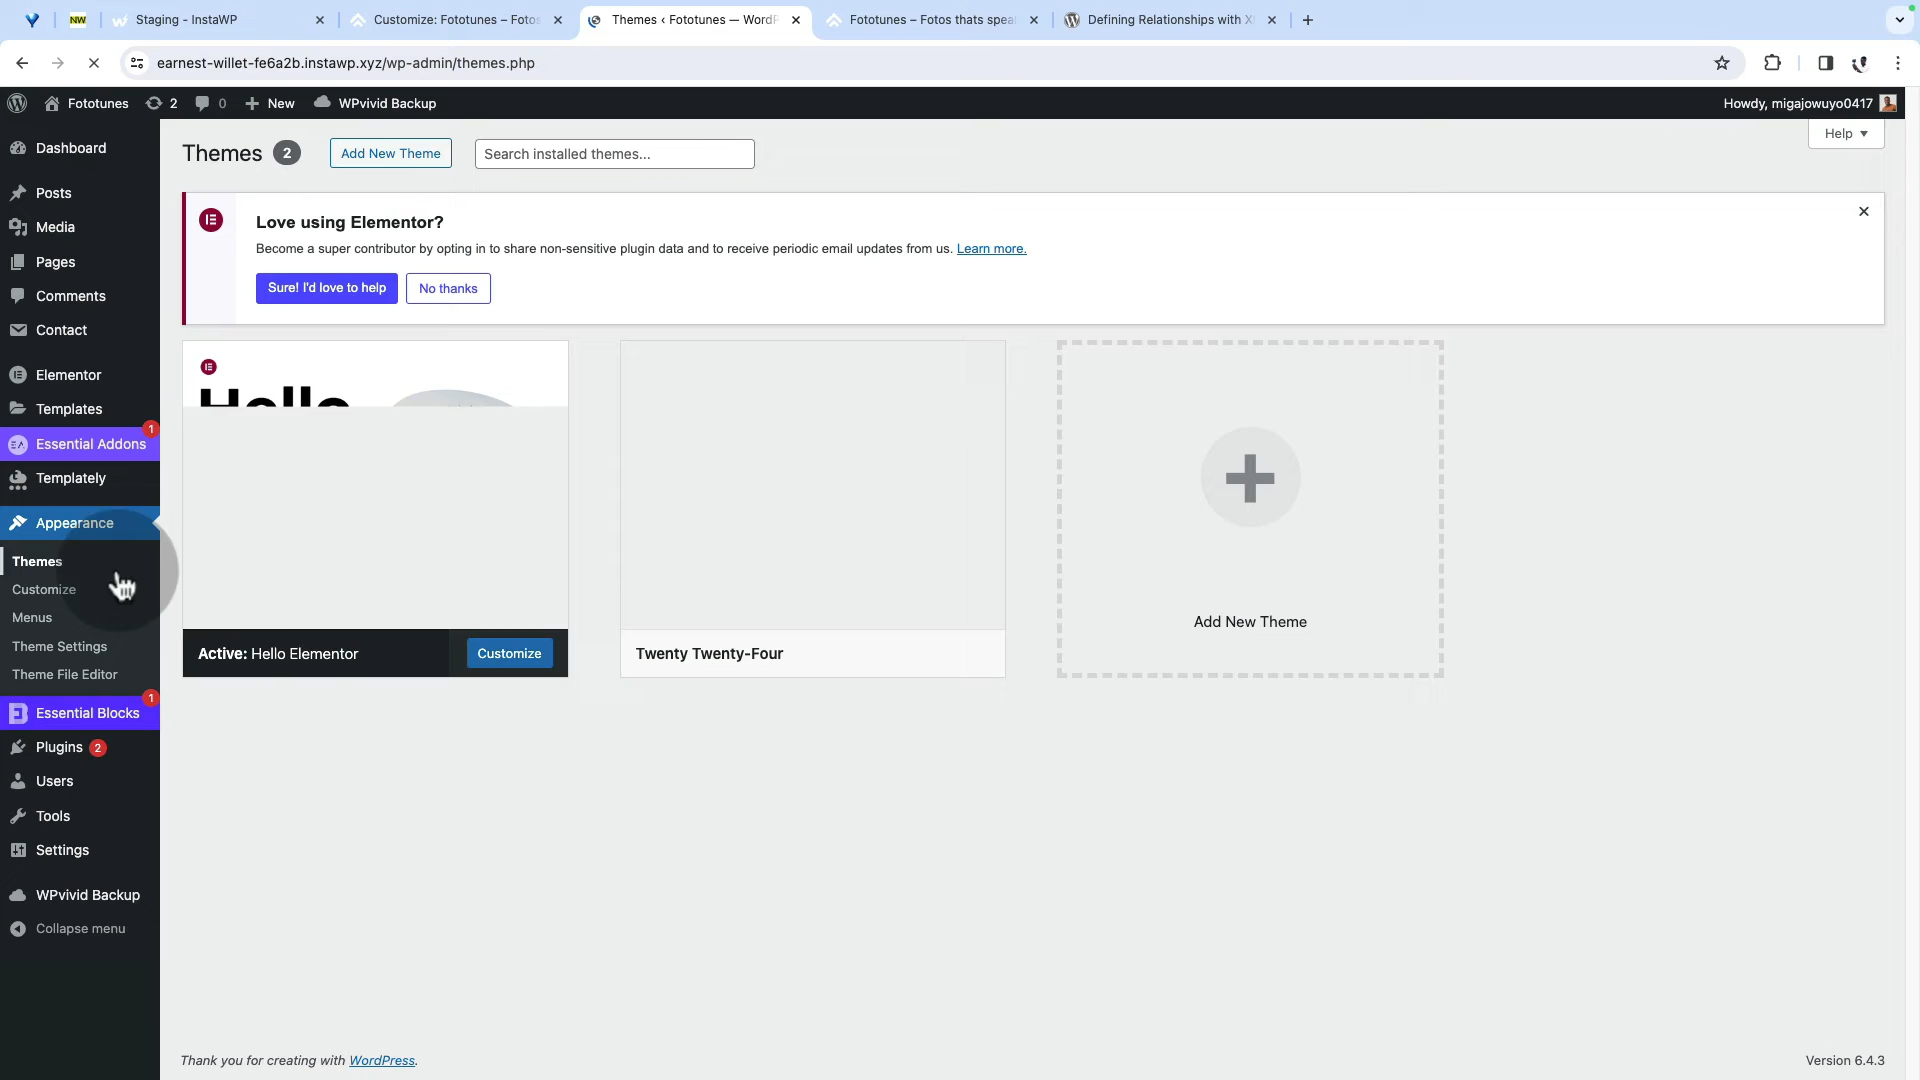 NW
Staging - InstaWP
Customize: Fototunes – Fotos
Themes ‹ Fototunes — WordP
Fototunes – Fotos thats spea
Defining Relationships with X
earnest-willet-fe6a2b.instawp.xyz/wp-admin/themes.php
Fototunes
2
0
New
WPvivid Backup
Howdy, migajowuyo0417
Help
Dashboard
Posts
Media
Pages
Comments
Contact
Elementor
Templates
Essential Addons
1
EA
Templately
Appearance
Themes
Customize
Menus
Theme Settings
Theme File Editor
Essential Blocks
1
Plugins 2
Users
Tools
Settings
WPvivid Backup
Collapse menu
Themes 2
Add New Theme
Search installed themes...
Love using Elementor?
Become a super contributor by opting in to share non-sensitive plugin data and to receive periodic email updates from us. Learn more.
Sure! I'd love to help
No thanks
Hello
Active: Hello Elementor
Customize
Twenty Twenty-Four
Add New Theme
Thank you for creating with WordPress.
Version 6.4.3